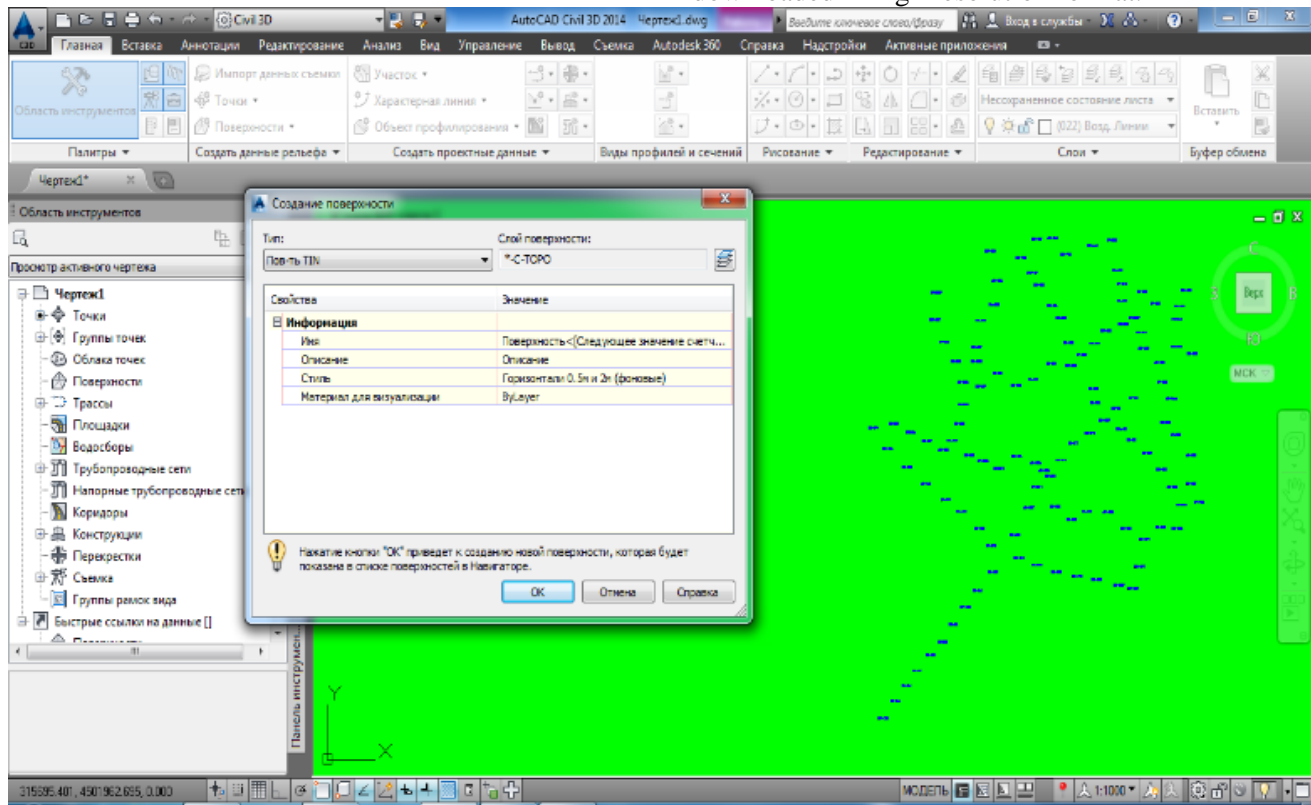 Civil 3D
AutoCAD Civil 3D 2014 Чертеж1.dwg
Введите ключевое слово/фразу
Вход в службы
Главная Вставка Аннотации Редактирование Анализ Вид Управление Вывод Съемка Autodesk 360 Справка Надстройки Активные приложения
Область инструментов
Импорт данных съемки
Точки
Поверхности
Участок
Характерная линия
Объект профилирования
Несохраненное состояние листа
(022) Возд. Линии
Вставить
Палитры
Создать данные рельефа
Создать проектные данные
Виды профилей и сечений
Рисование
Редактирование
Слои
Буфер обмена
Чертеж1*
Область инструментов
Просмотр активного чертежа
Чертеж1
Точки
Группы точек
Облака точек
Поверхности
Трассы
Площадки
Водосборы
Трубопроводные сети
Напорные трубопроводные сети
Коридоры
Конструкции
Перекрестки
Съемка
Группы рамок вида
Быстрые ссылки на данные []
Создание поверхности
Тип: Слой поверхности:
Пов-ть TIN *-C-TOPO
Свойства Значение
Информация
Имя Поверхность<[Следующее значение счетч...
Описание Описание
Стиль Горизонтали 0.5м и 2м (фоновые)
Материал для визуализации ByLayer
Нажатие кнопки "ОК" приведет к созданию новой поверхности, которая будет
показана в списке поверхностей в Навигаторе.
ОК Отмена Справка
С
З Верх В
Ю
МСК
Y
X
315695.401, 4501962.655, 0.000
МОДЕЛЬ
1:1000